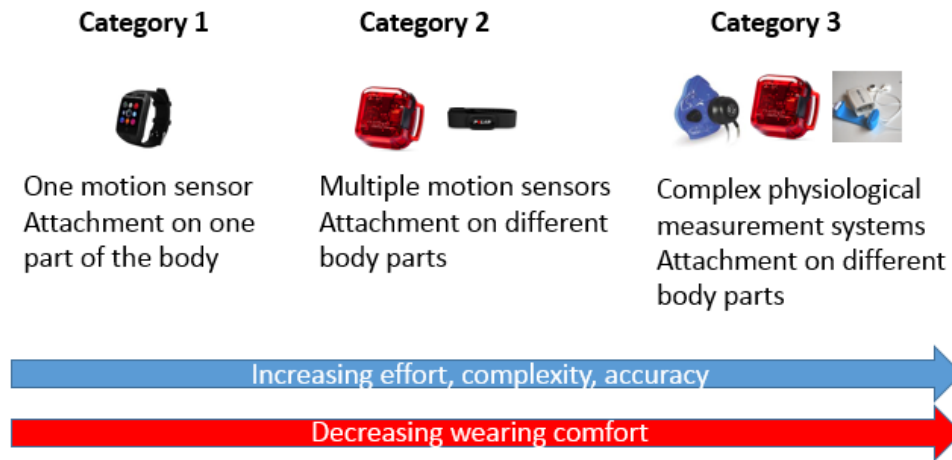 Category 1
Category 2
Category 3
POLAR
One motion sensor
Attachment on one
part of the body
Multiple motion sensors
Attachment on different
body parts
Complex physiological
measurement systems
Attachment on different
body parts
Increasing effort, complexity, accuracy
Decreasing wearing comfort